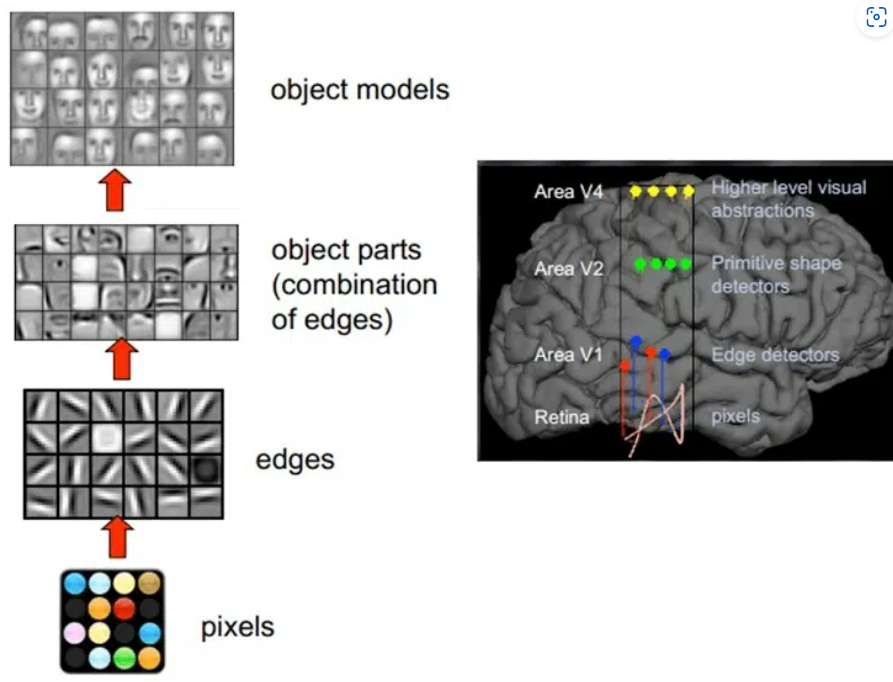 object models
object parts
(combination
of edges)
edges
pixels
Area V4
Higher level visual
abstractions
Area V2
Primitive shape
detectors
Area V1
Edge detectors
Retina
pixels